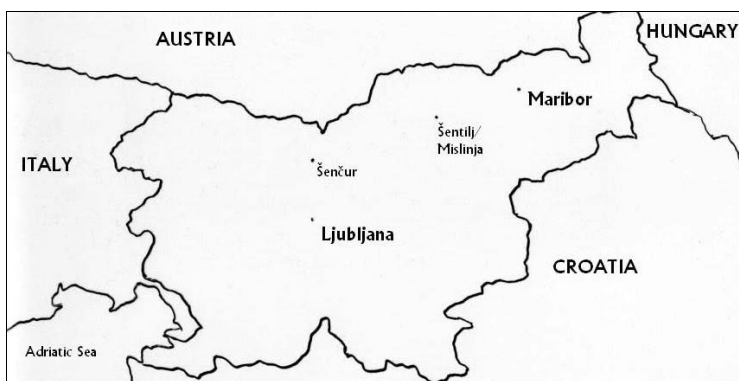 AUSTRIA
HUNGARY
Maribor
Šentilj/
Mislinja
ITALY
Šenčur
Ljubljana
CROATIA
Adriatic Sea